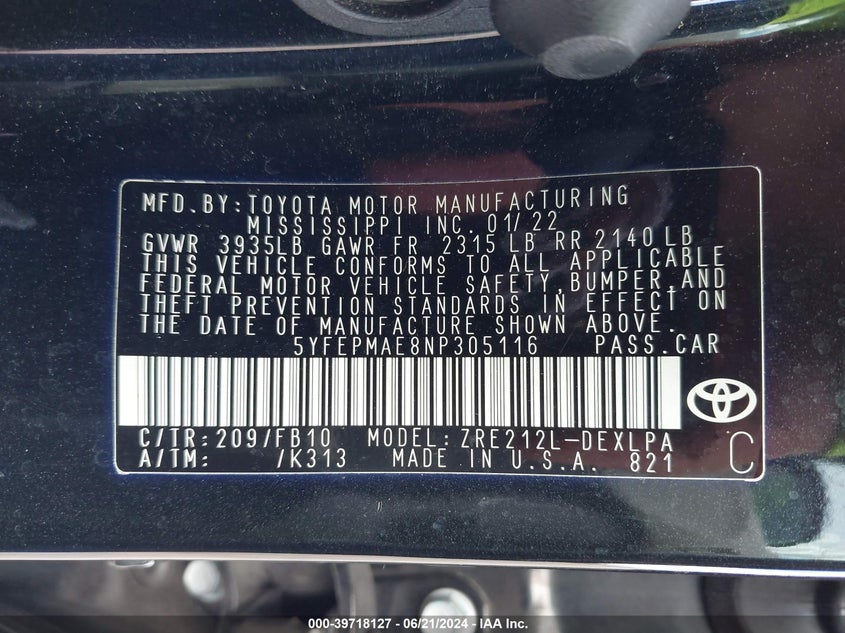 MFD.BY:TOYOTA MOTOR MANUFACTURING
MISSISSIPPI INC. 01/22
GVWR 3935LB GAWR FR 2315 LB RR 2140 LB
THIS VEHICLE CONFORMS TO ALL APPLICABLE
FEDERAL MOTOR VEHICLE SAFETY,BUMPER,AND
THEFT PREVENTION STANDARDS IN EFFECT ON
THE DATE OF MANUFACTURE SHOWN ABOVE.
5YFEPMAE8NP305116 PASS.CAR
C/TR:209/FB10 MODEL:ZRE212L-DEXLPA
A/TM: /K313 MADE IN U.S.A. 821 C
000-39718127 - 06/21/2024 - IAA Inc.